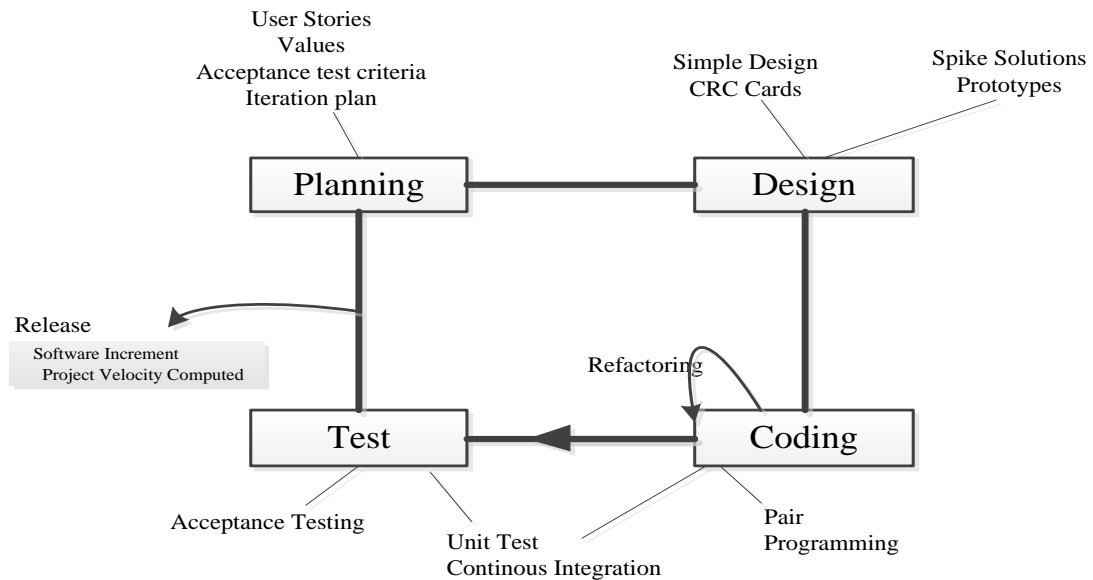 User Stories
Values
Acceptance test criteria
Iteration plan
Simple Design
CRC Cards
Spike Solutions
Prototypes
Planning
Design
Release
Software Increment
Project Velocity Computed
Refactoring
Test
Coding
Acceptance Testing
Unit Test
Continous Integration
Pair
Programming